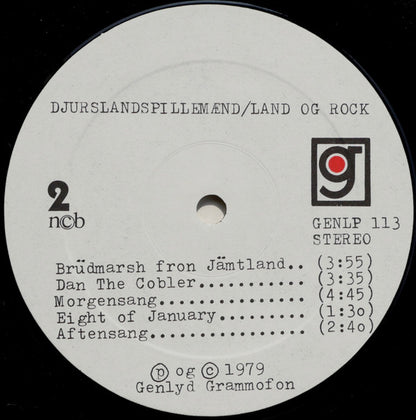 DJURSLANDSPILLEMÆND/LAND OG ROCK
g
2
n©b
GENLP 113
STEREO
Brüdmarsh fron Jämtland.. (3:55)
Dan The Cobler........... (3:35)
Morgensang............... (4:45)
Eight of January......... (1:3o)
Aftensang................ (2:4o)
Ⓟ og © 1979
Genlyd Grammofon